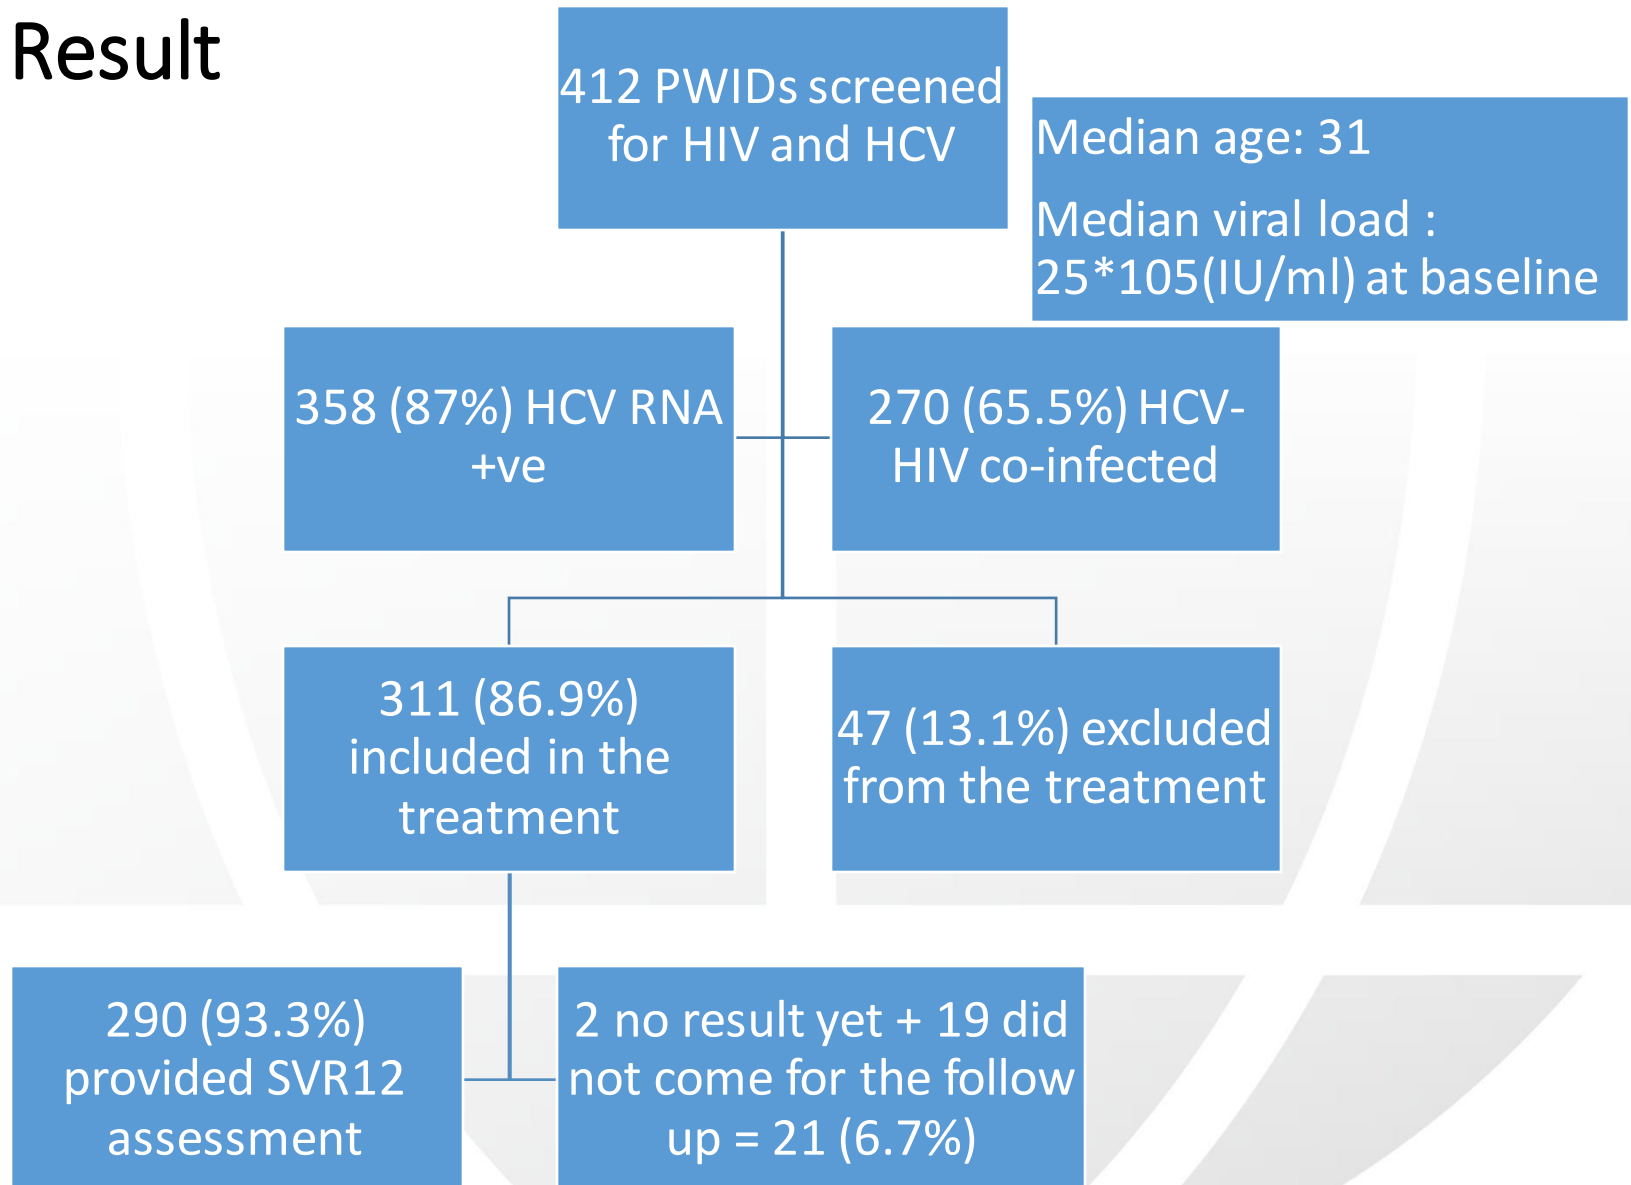 Result
412 PWIDs screened
for HIV and HCV
Median age: 31
Median viral load :
25*105(IU/ml) at baseline
358 (87%) HCV RNA
+ve
270 (65.5%) HCV-
HIV co-infected
311 (86.9%)
included in the
treatment
47 (13.1%) excluded
from the treatment
290 (93.3%)
provided SVR12
assessment
2 no result yet + 19 did
not come for the follow
up = 21 (6.7%)